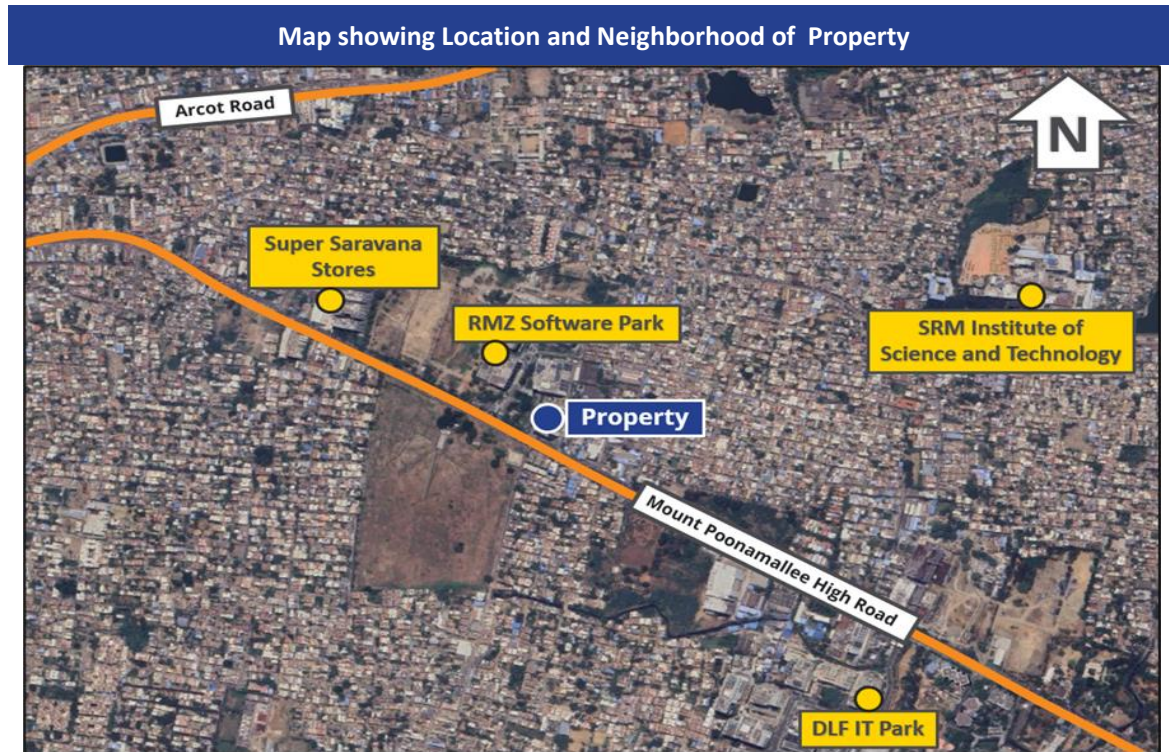 Map showing Location and Neighborhood of Property
Arcot Road
N
Super Saravana
Stores
RMZ Software Park
SRM Institute of
Science and Technology
Property
Mount Poonamallee High Road
DLF IT Park